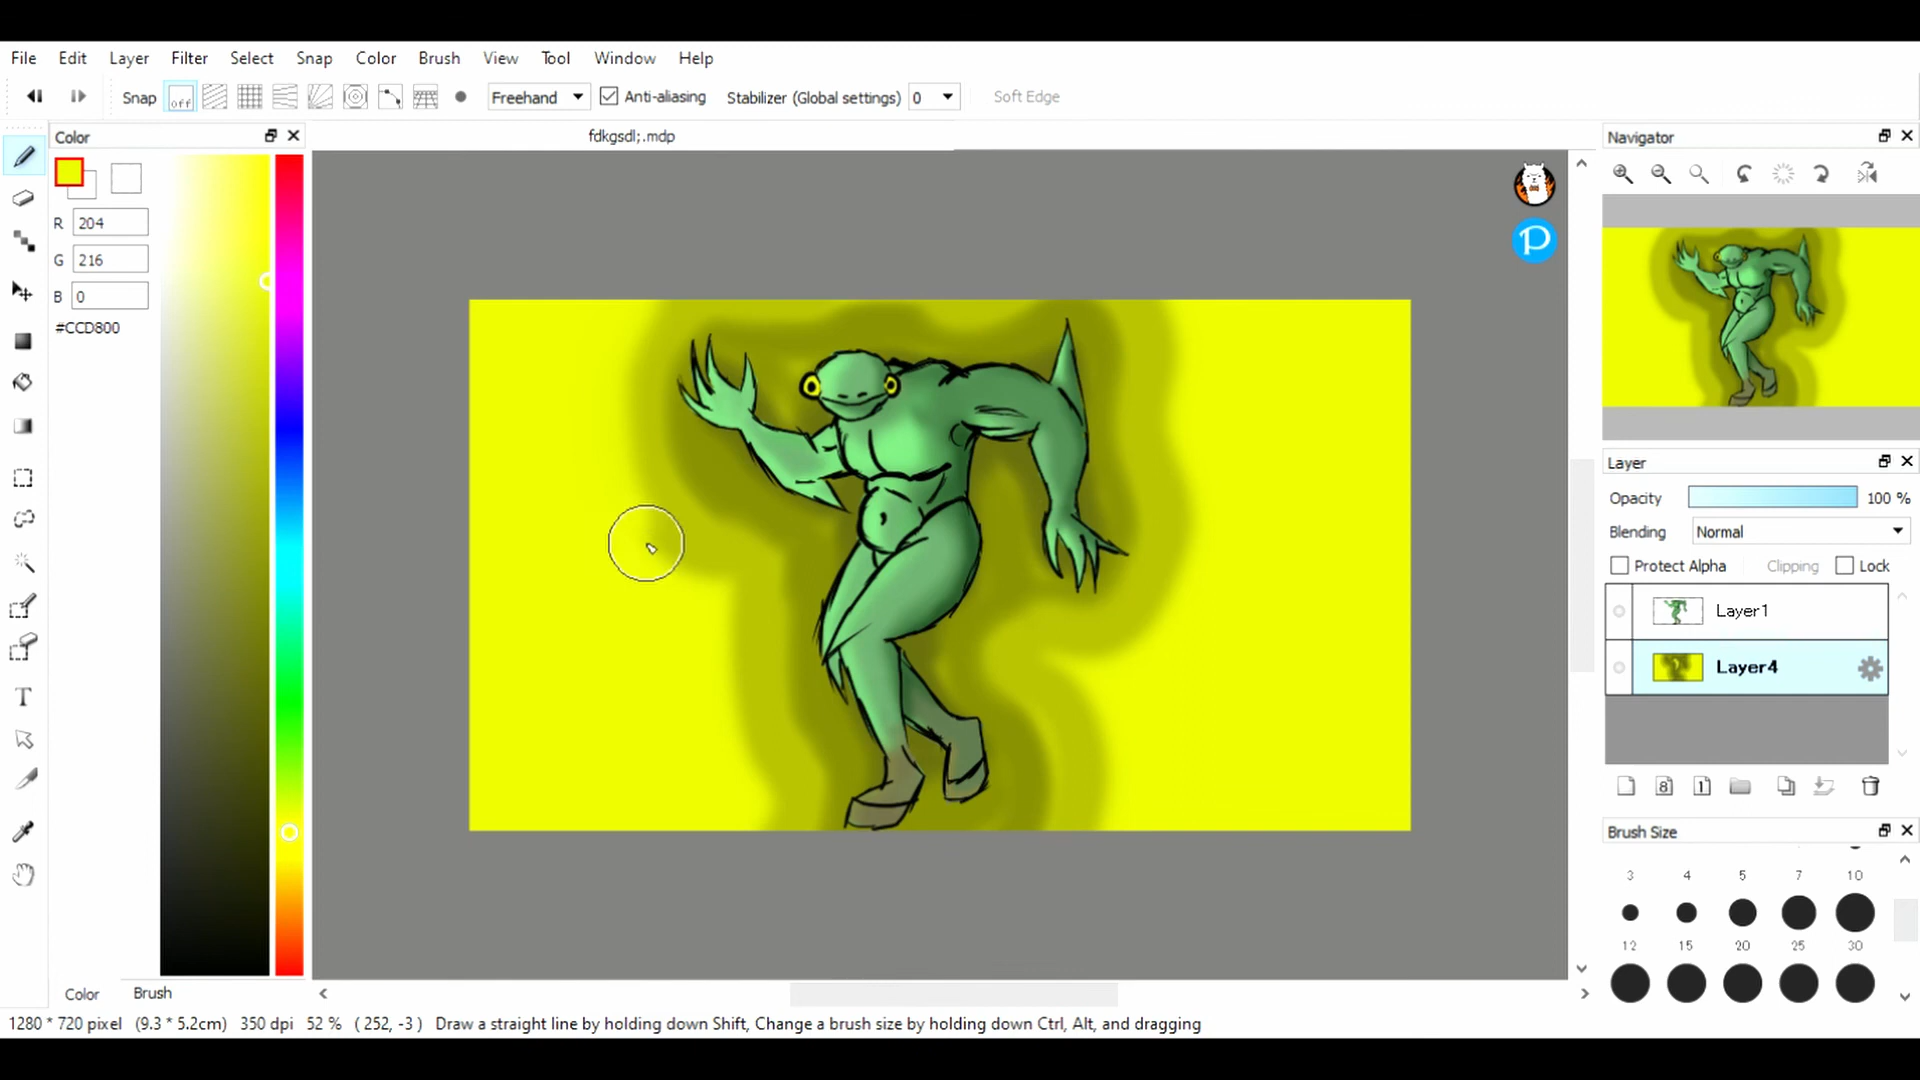 File Edit Layer Filter Select Snap Color Brush View Tool Window Help
Snap off Freehand Anti-aliasing Stabilizer (Global settings) 0 Soft Edge
Color
fdkgsdl;.mdp
Navigator
R 204
G 216
B 0
#CCD800
P
Layer
Opacity 100 %
Blending Normal
Protect Alpha Clipping Lock
Layer1
Layer4
8 1
Brush Size
3 4 5 7 10
12 15 20 25 30
T
Color Brush
1280 * 720 pixel (9.3 * 5.2cm) 350 dpi 52 % ( 252, -3 ) Draw a straight line by holding down Shift, Change a brush size by holding down Ctrl, Alt, and dragging